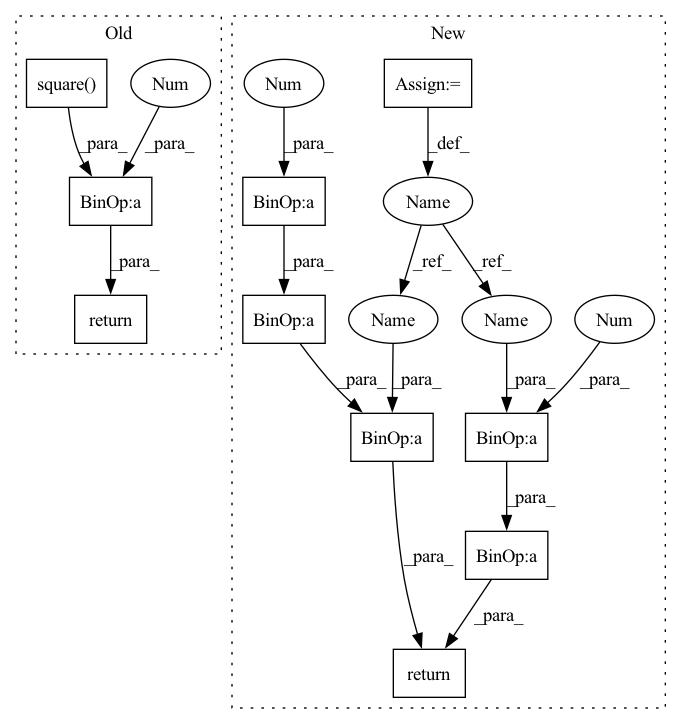 Old
New
square()
Num
Num
Assign:=
_para_
_para_
_para_
_def_
BinOp:a
BinOp:a
Name
_para_
_para_
_ref_
_ref_
return
BinOp:a
Name
Name
Num
_para_
_para_
_para_
_para_
BinOp:a
BinOp:a
_para_
_para_
BinOp:a
_para_
return